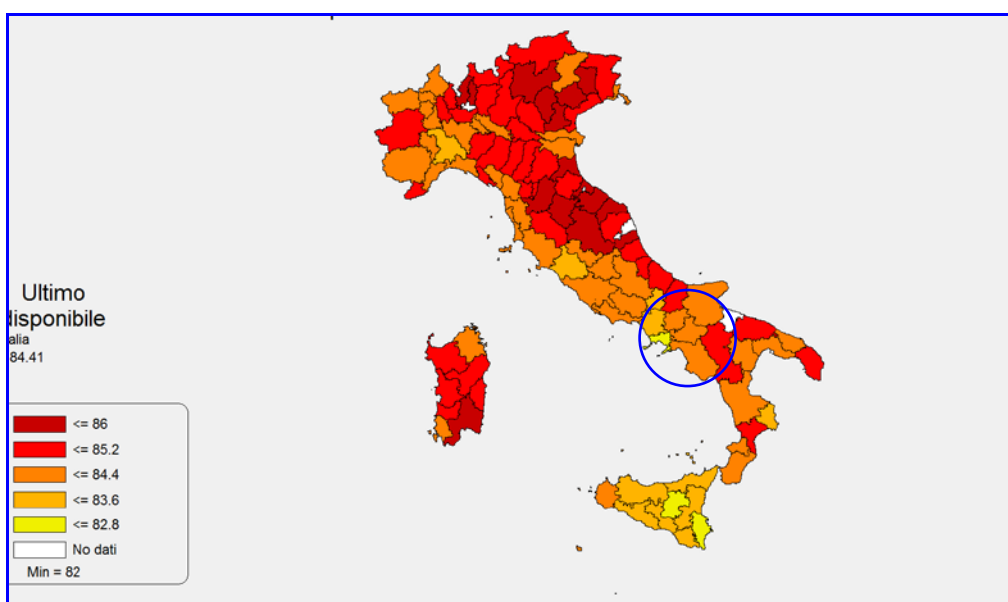 Ultimo
disponibile
alia
84.41
<= 86
<= 85.2
<= 84.4
<= 83.6
<= 82.8
No dati
Min = 82